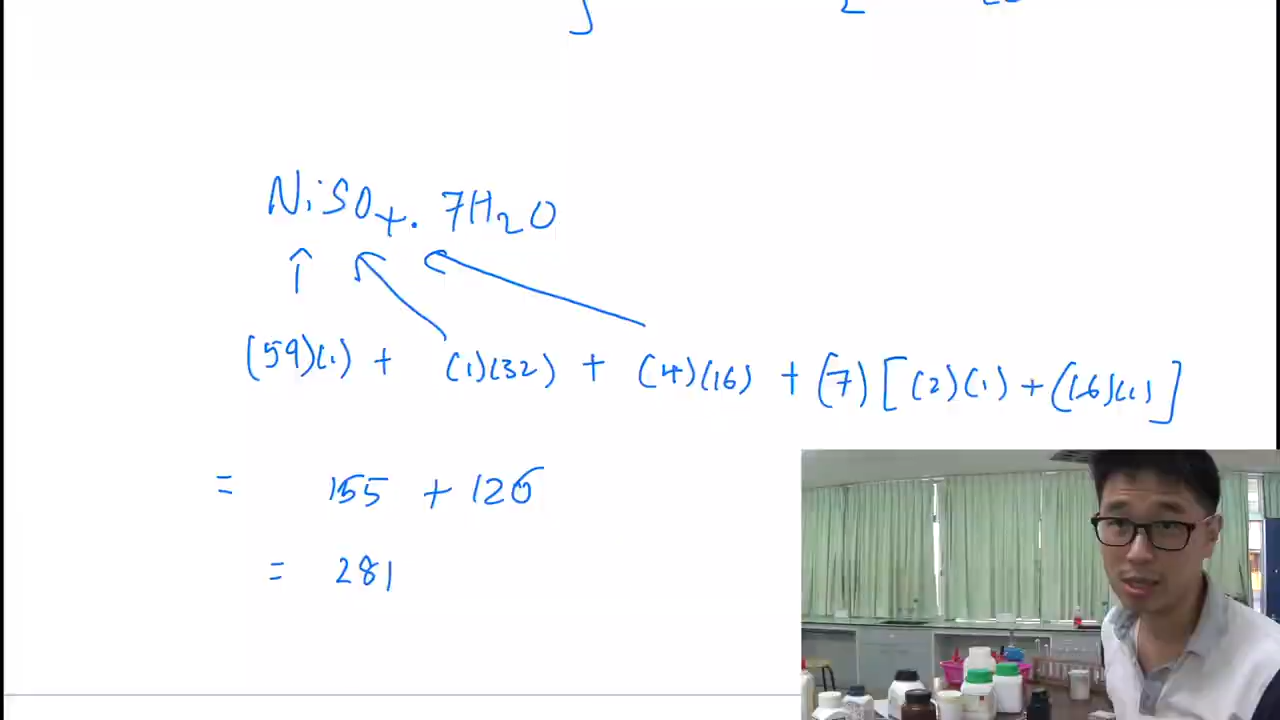 NiSO₄·7H₂O
(59)(1) + (1)(32) + (4)(16) + (7)[(2)(1) + (16)(1)]
= 155 + 126
= 281